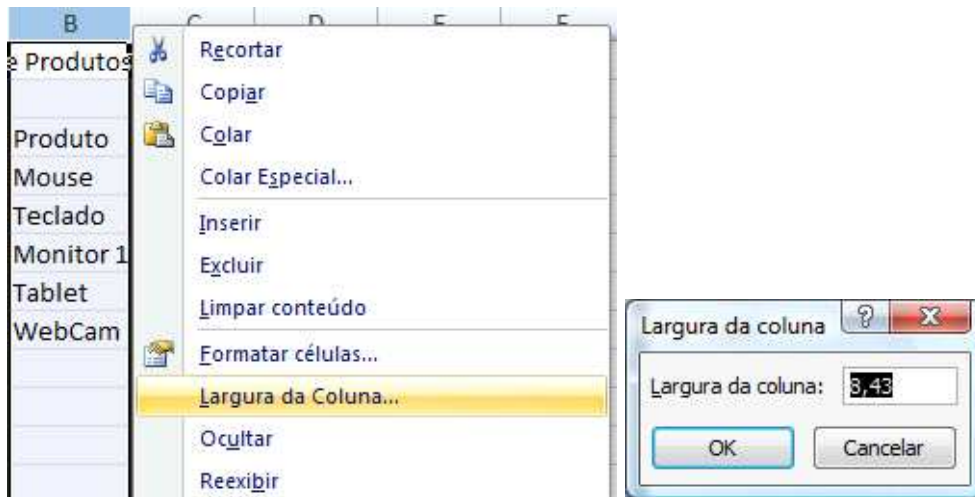 B C D E F
e Produtos
Produto
Mouse
Teclado
Monitor 1
Tablet
WebCam
Recortar
Copiar
Colar
Colar Especial...
Inserir
Excluir
Limpar conteúdo
Formatar células...
Largura da Coluna...
Ocultar
Reexibir
Largura da coluna ?
Largura da coluna: 8,43
OK Cancelar